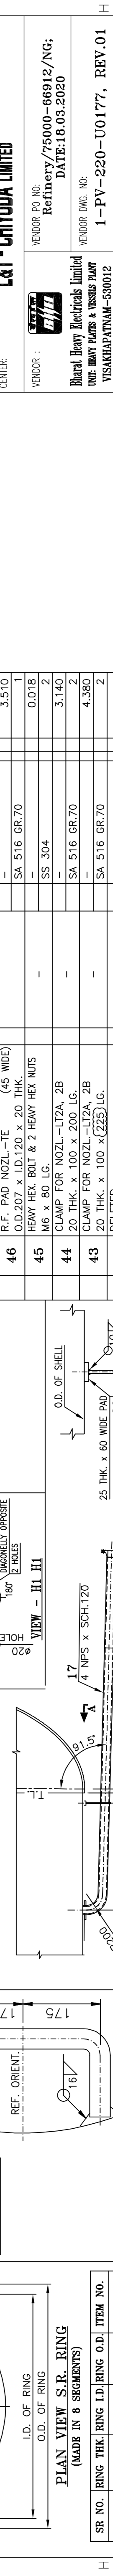 H
CENTER:
L&T - CHIYODA LIMITED
VENDOR :
VENDOR PO NO:
Refinery/75000-66912/NG;
DATE:18.03.2020
Bharat Heavy Electricals Limited
UNIT: HEAVY PLATES & VESSELS PLANT
VISAKHAPATNAM-530012
VENDOR DWG. NO:
1-PV-220-U0177, REV.01
46
R.F. PAD NOZL.-TE (45 WIDE)
O.D.207 x I.D.120 x 20 THK.
-
SA 516 GR.70
3.510
1
45
HEAVY HEX. BOLT & 2 HEAVY HEX NUTS
M6 x 80 LG.
-
-
SS 304
0.018
2
44
CLAMP FOR NOZL.-LT2A, 2B
20 THK. x 100 x 200 LG.
-
-
SA 516 GR.70
3.140
2
43
CLAMP FOR NOZL.-LT2A, 2B
20 THK. x 100 x 225 LG.
-
-
SA 516 GR.70
4.380
2
Ø20 HOLE
180°
DIAGONELLY OPPOSITE
2 HOLES
VIEW - H1 H1
O.D. OF SHELL
25 THK. x 60 WIDE PAD
T.L.
91.5°
A
17
4 NPS x SCH.120
REF. ORIENT.
175
16
I.D. OF RING
O.D. OF RING
PLAN VIEW S.R. RING
(MADE IN 8 SEGMENTS)
SR NO. RING THK. RING I.D. RING O.D. ITEM NO.
H